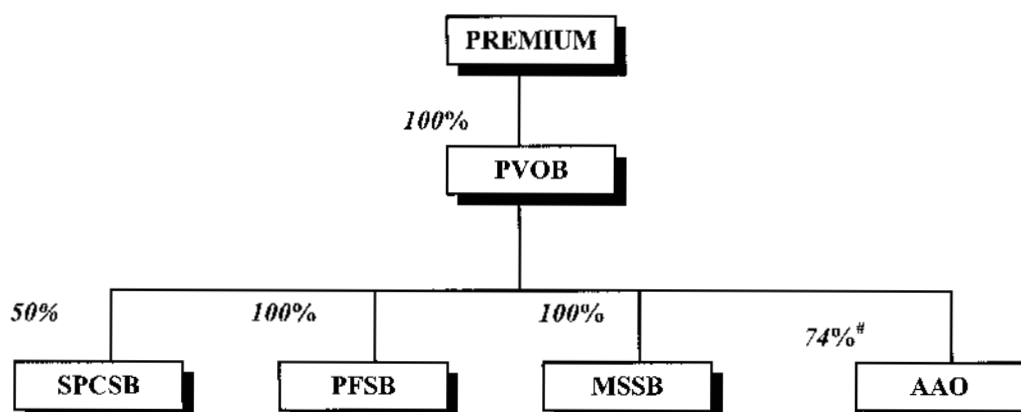 PREMIUM
100%
PVOB
50%
100%
100%
74%#
SPCSB
PFSB
MSSB
AAO